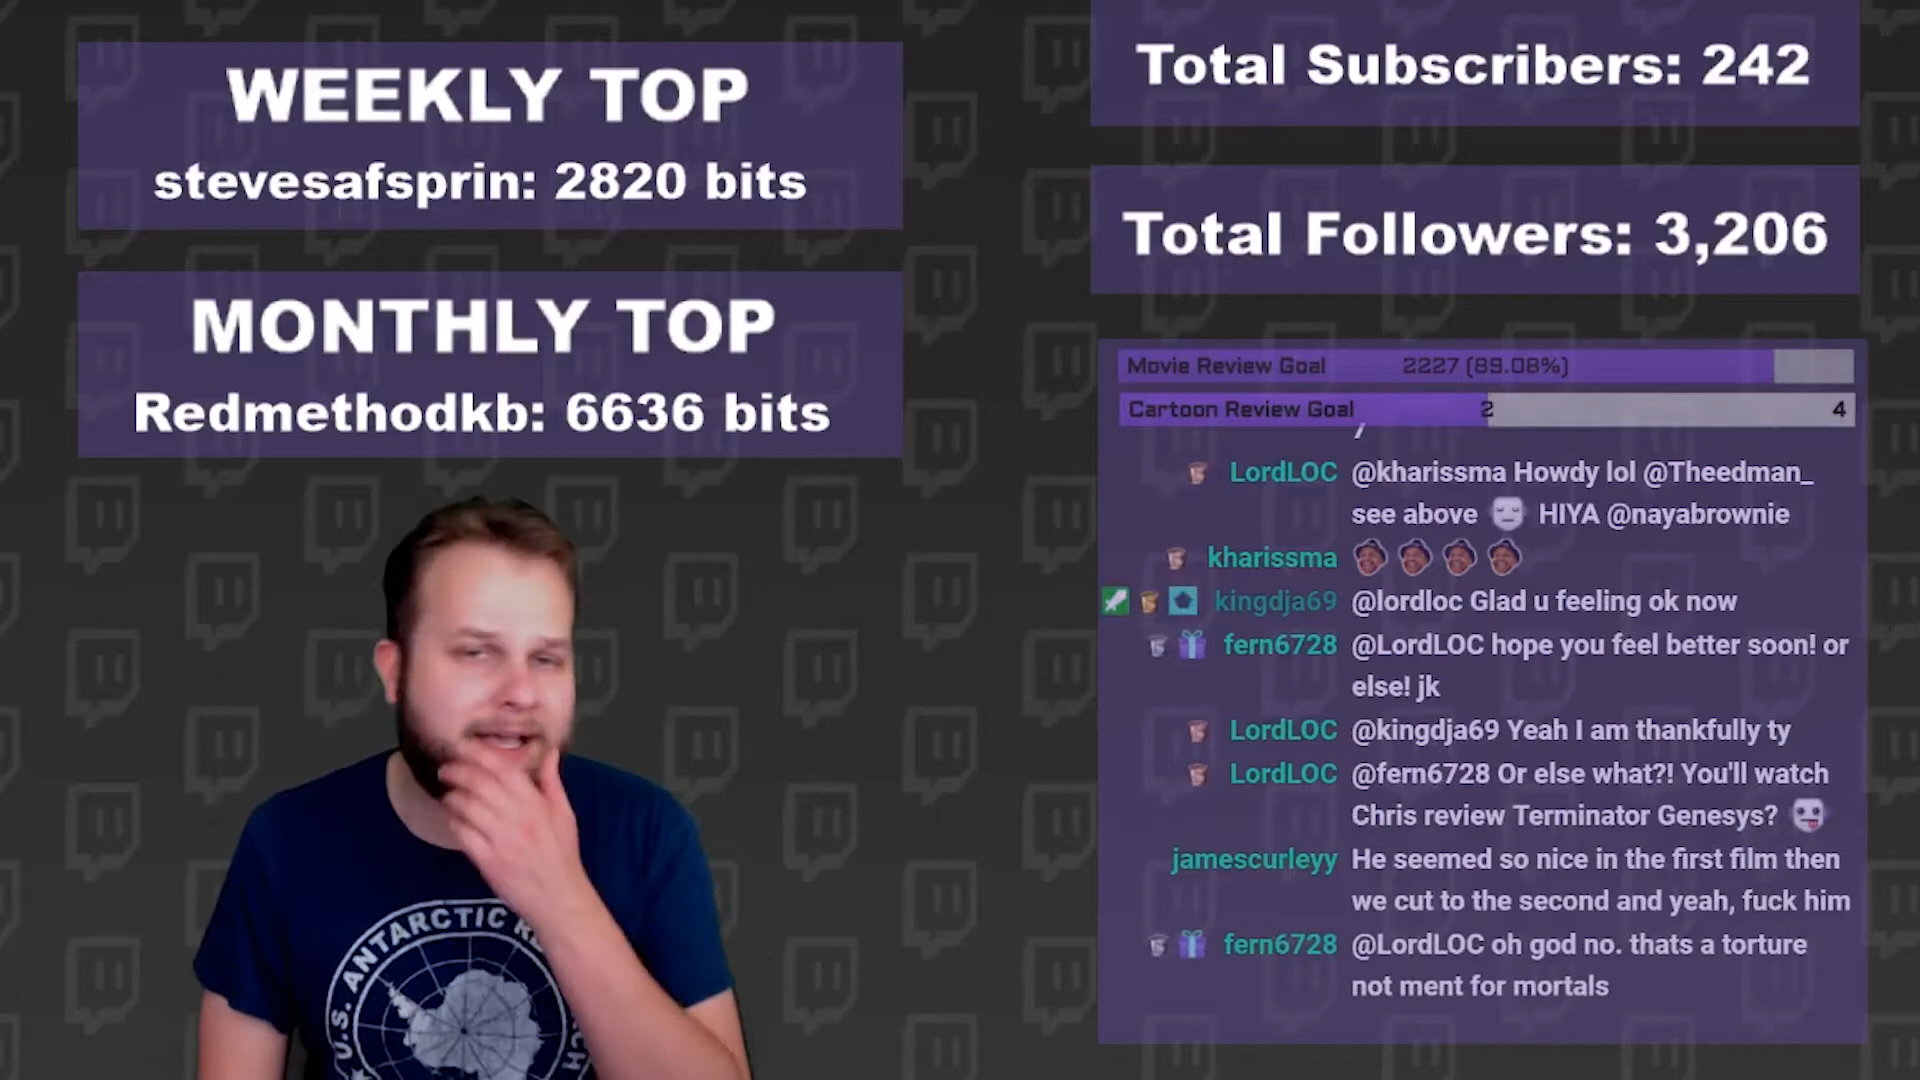 WEEKLY TOP
stevesafsprin: 2820 bits
MONTHLY TOP
Redmethodkb: 6636 bits
Total Subscribers: 242
Total Followers: 3,206
Movie Review Goal 2227 (89.08%)
Cartoon Review Goal 2 4
LordLOC @kharissma Howdy lol @Theedman_
see above HIYA @nayabrownie
kharissma
kingdja69 @lordloc Glad u feeling ok now
fern6728 @LordLOC hope you feel better soon! or
else! jk
LordLOC @kingdja69 Yeah I am thankfully ty
LordLOC @fern6728 Or else what?! You'll watch
Chris review Terminator Genesys?
jamescurleyy He seemed so nice in the first film then
we cut to the second and yeah, fuck him
fern6728 @LordLOC oh god no. thats a torture
not ment for mortals
U.S. ANTARCTIC